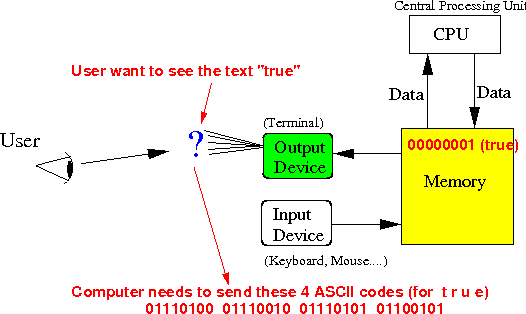 Central Processing Unit
CPU
User want to see the text "true"
Data
Data
(Terminal)
User
?
Output
Device
00000001 (true)
Memory
Input
Device
(Keyboard, Mouse....)
Computer needs to send these 4 ASCII codes (for t r u e)
01110100 01110010 01110101 01100101